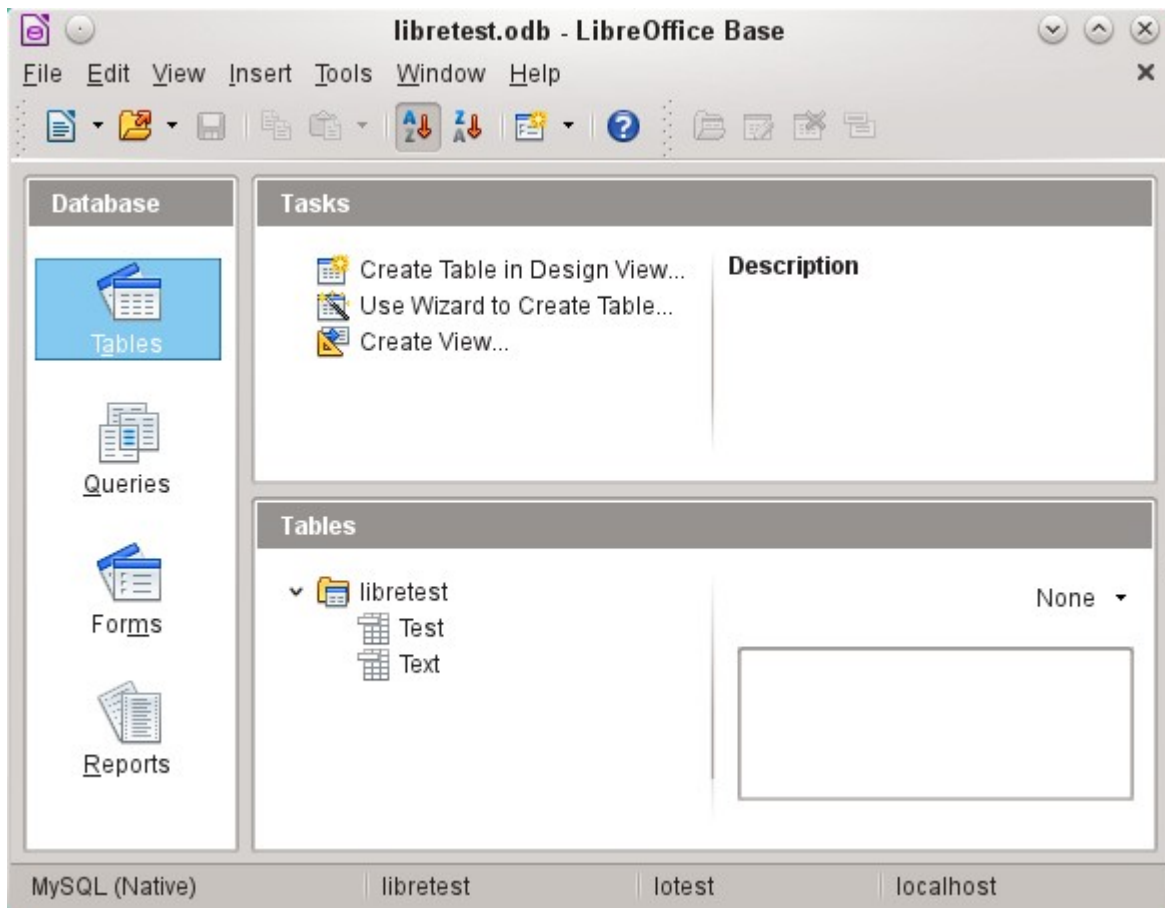 libretest.odb - LibreOffice Base
File Edit View Insert Tools Window Help
Database
Tables
Queries
Forms
Reports
Tasks
Create Table in Design View...
Use Wizard to Create Table...
Create View...
Description
Tables
libretest
Test
Text
None
MySQL (Native) libretest lotest localhost